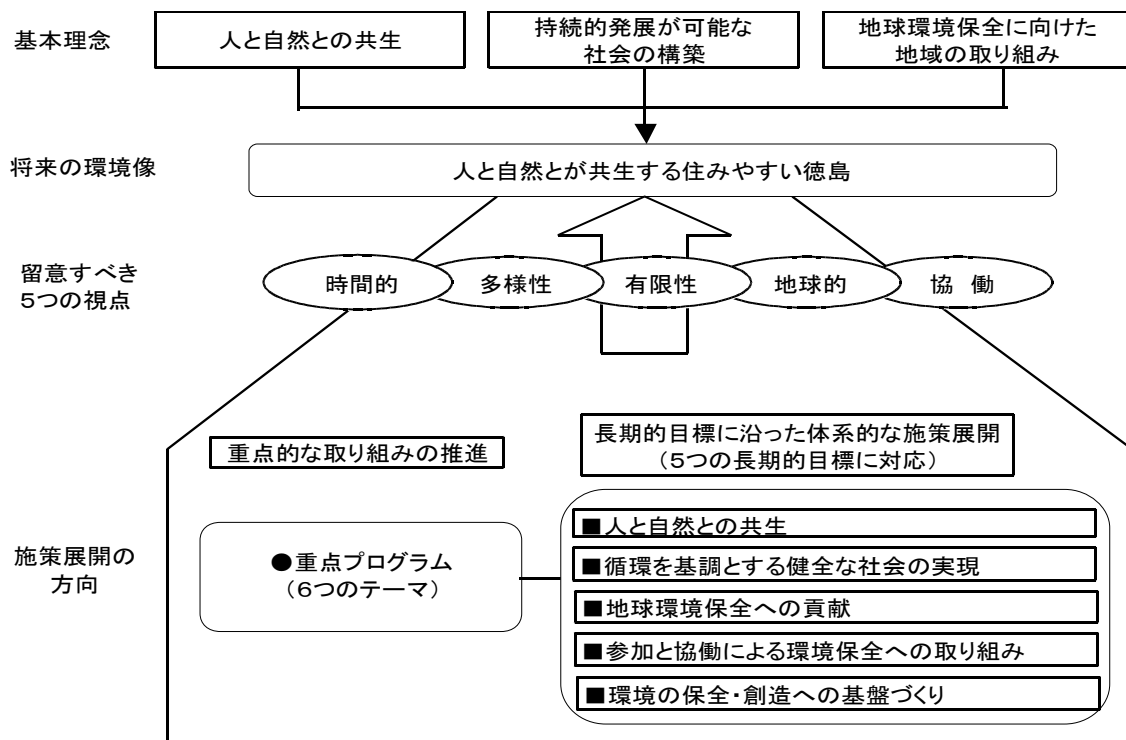 基本理念
人と自然との共生
持続的発展が可能な
社会の構築
地球環境保全に向けた
地域の取り組み
将来の環境像
人と自然とが共生する住みやすい徳島
留意すべき
5つの視点
時間的
多様性
有限性
地球的
協 働
重点的な取り組みの推進
長期的目標に沿った体系的な施策展開
(5つの長期的目標に対応)
施策展開の
方向
●重点プログラム
(6つのテーマ)
■人と自然との共生
■循環を基調とする健全な社会の実現
■地球環境保全への貢献
■参加と協働による環境保全への取り組み
■環境の保全・創造への基盤づくり